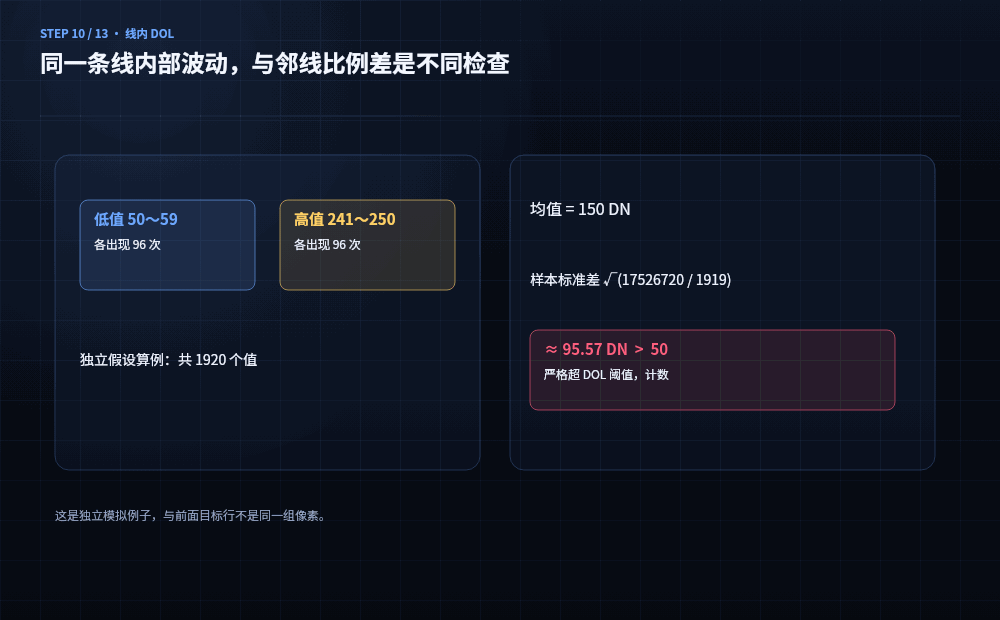 STEP 10 / 13 · 线内 DOL
同一条线内部波动，与邻线比例差是不同检查
低值 50～59
各出现 96 次
高值 241～250
各出现 96 次
独立假设算例：共 1920 个值
均值 = 150 DN
样本标准差 √(17526720 / 1919)
≈ 95.57 DN > 50
严格超 DOL 阈值，计数
这是独立模拟例子，与前面目标行不是同一组像素。